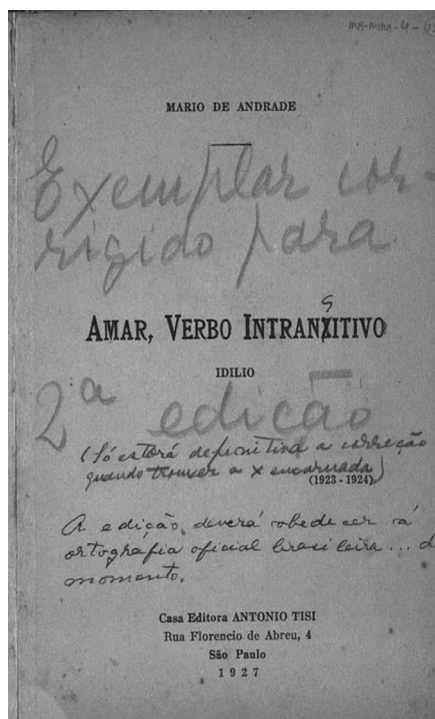 MARIO DE ANDRADE
Exemplar cor-
rigido para
S
AMAR, VERBO INTRANZITIVO
IDILIO
2ª edição
(Só estará definitiva a correção
quando trouxer a X encarnada)
(1923 - 1924)
A edição deverá obedecer á
ortografia oficial brasileira... d
momento.
Casa Editora ANTONIO TISI
Rua Florencio de Abreu, 4
São Paulo
1927